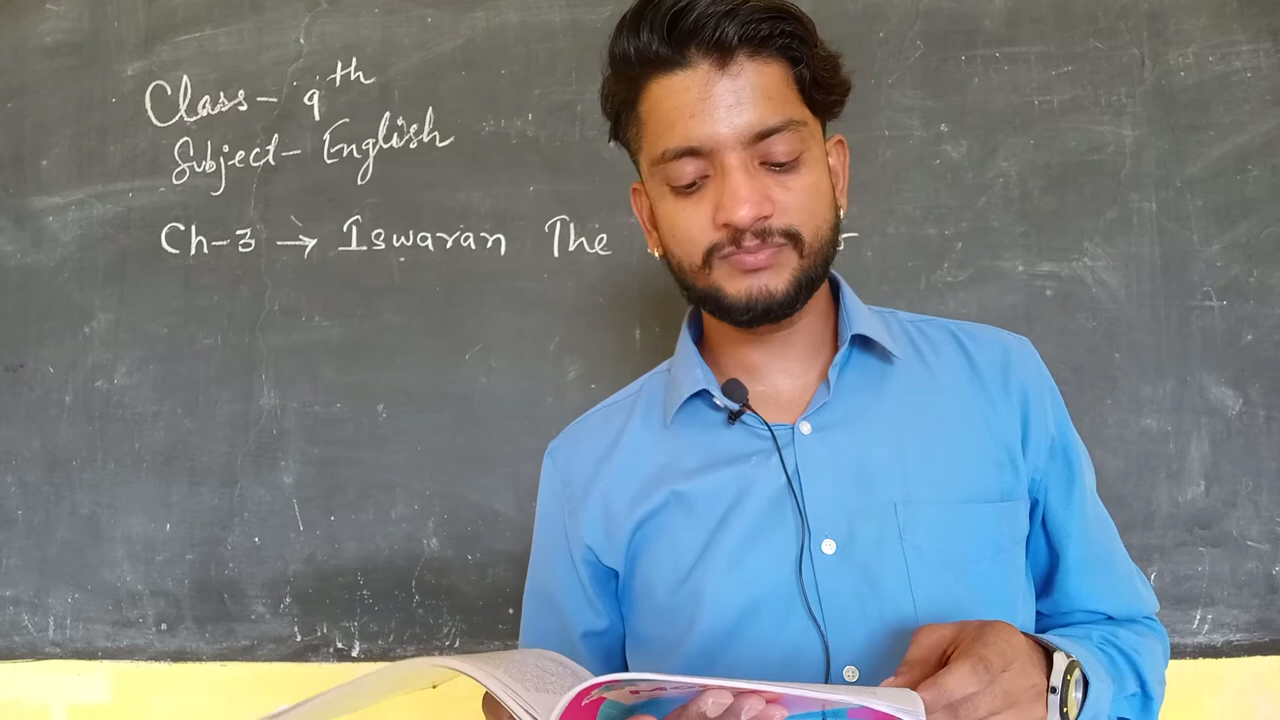 Class- 9th
Subject- English
Ch-3 → Iswaran The